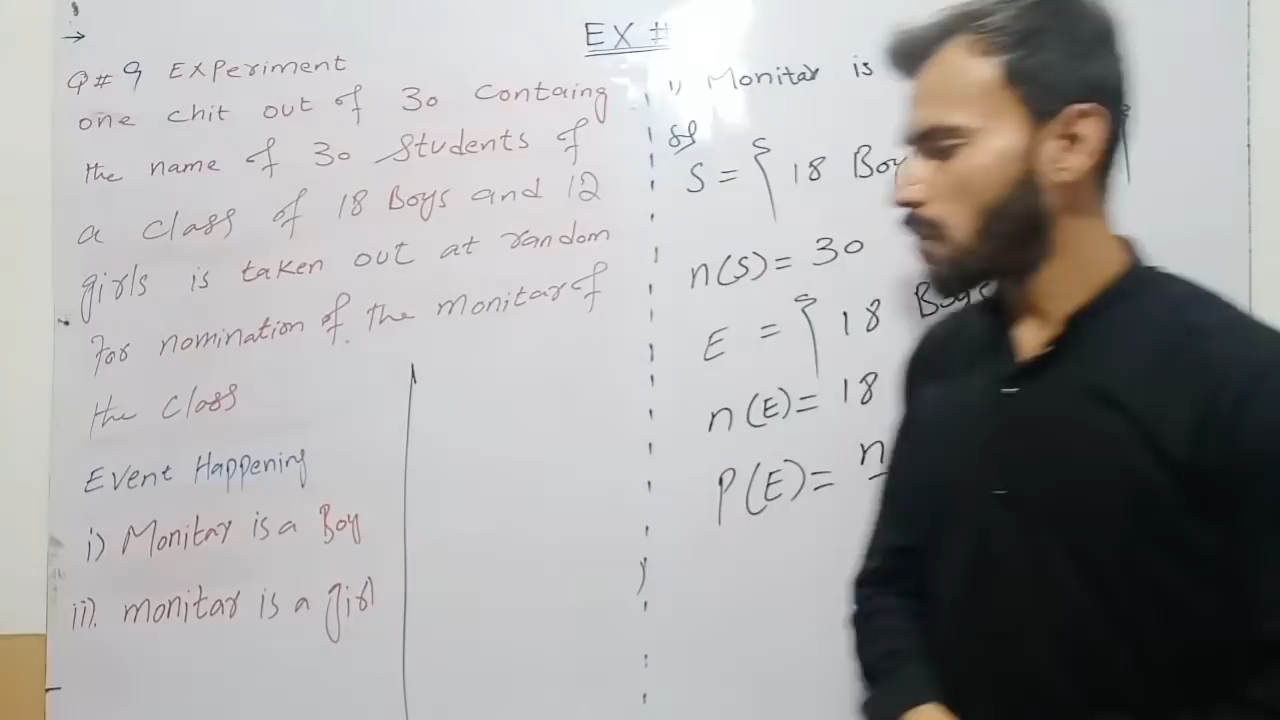 EX #
Q # 9 Experiment
one chit out of 30 Containg
the name of 30 Students of
a class of 18 Boys and 12
girls is taken out at random
For nomination of the monitar of
the Class
Event Happening
i) Monitar is a Boy
ii). monitar is a girl
i) Monitar is
S = { 18 Boy
n(S) = 30
E = { 18 Boys
n(E) = 18
P(E) = n